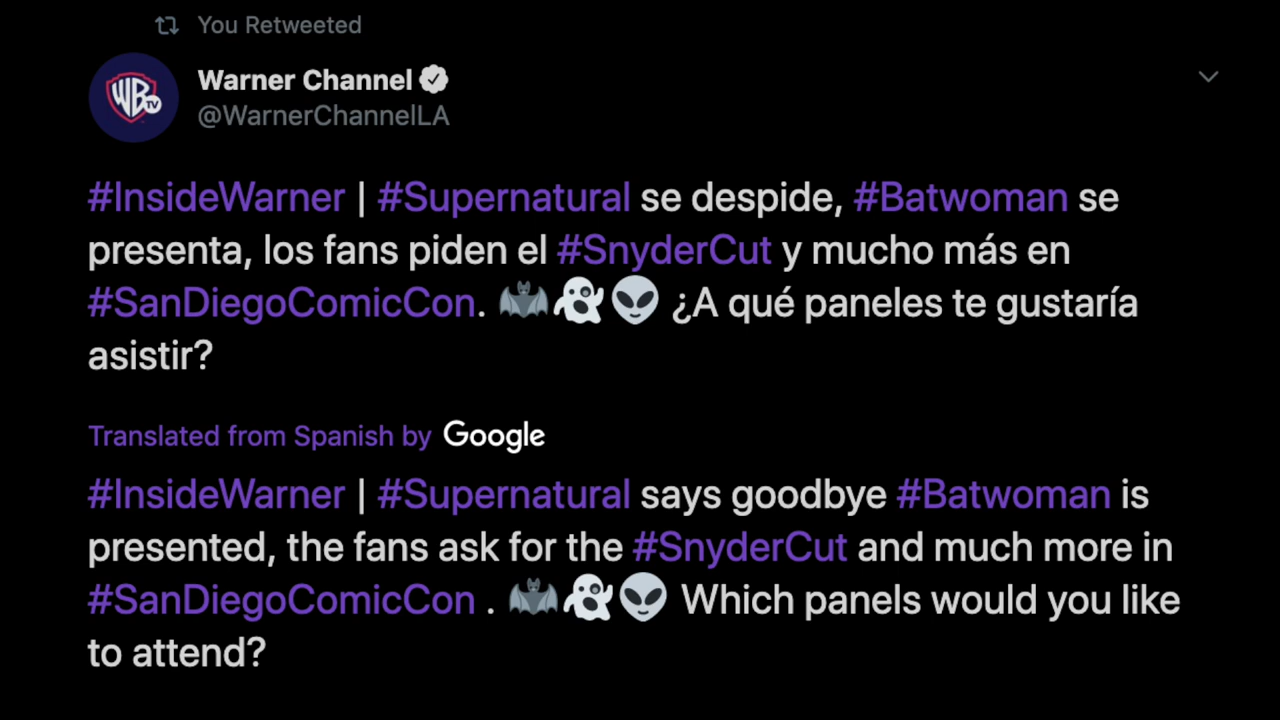 You Retweeted
WB TV
Warner Channel
@WarnerChannelLA
#InsideWarner | #Supernatural se despide, #Batwoman se
presenta, los fans piden el #SnyderCut y mucho más en
#SanDiegoComicCon. 🦇👻👽 ¿A qué paneles te gustaría
asistir?
Translated from Spanish by Google
#InsideWarner | #Supernatural says goodbye #Batwoman is
presented, the fans ask for the #SnyderCut and much more in
#SanDiegoComicCon . 🦇👻👽 Which panels would you like
to attend?